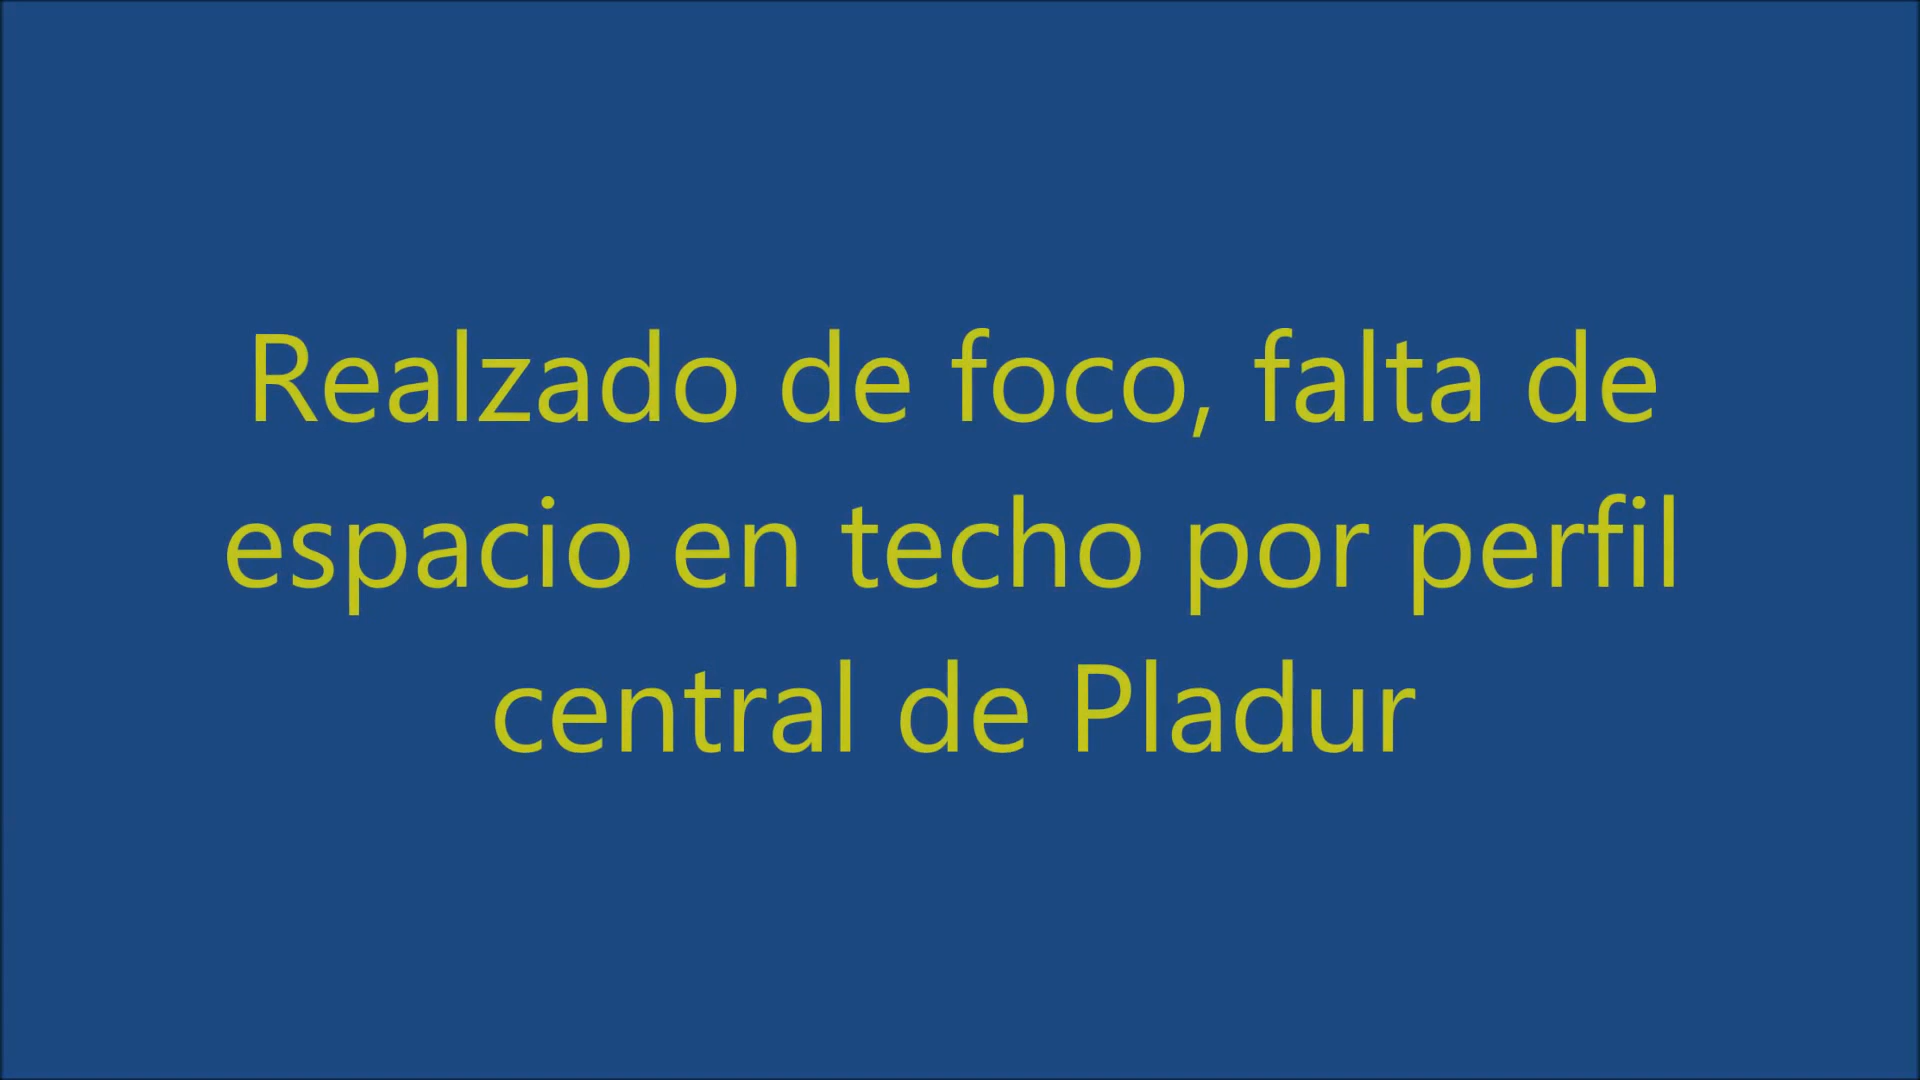 Realzado de foco, falta de
espacio en techo por perfil
central de Pladur